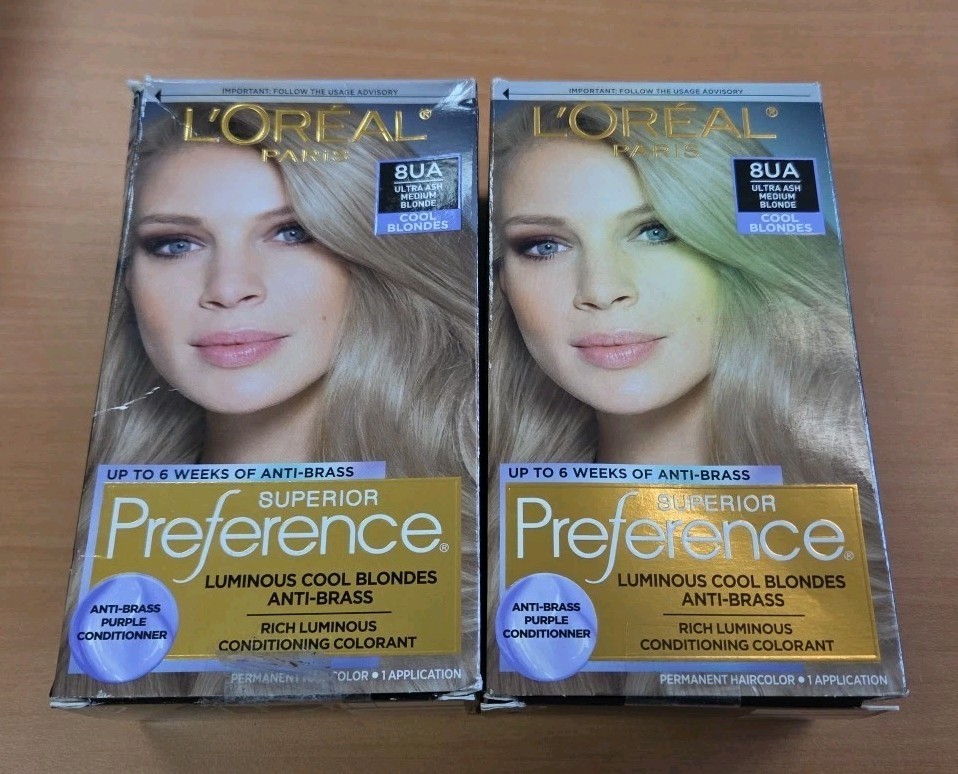 IMPORTANT: FOLLOW THE USAGE ADVISORY
L'ORÉAL®
PARIS
8UA
ULTRA ASH
MEDIUM
BLONDE
COOL
BLONDES
UP TO 6 WEEKS OF ANTI-BRASS
SUPERIOR
Preference®
LUMINOUS COOL BLONDES
ANTI-BRASS
RICH LUMINOUS
CONDITIONING COLORANT
ANTI-BRASS
PURPLE
CONDITIONNER
PERMANENT OLOR • 1 APPLICATION
IMPORTANT: FOLLOW THE USAGE ADVISORY
L'ORÉAL®
PARIS
8UA
ULTRA ASH
MEDIUM
BLONDE
COOL
BLONDES
UP TO 6 WEEKS OF ANTI-BRASS
SUPERIOR
Preference®
LUMINOUS COOL BLONDES
ANTI-BRASS
RICH LUMINOUS
CONDITIONING COLORANT
ANTI-BRASS
PURPLE
CONDITIONNER
PERMANENT HAIRCOLOR • 1 APPLICATION